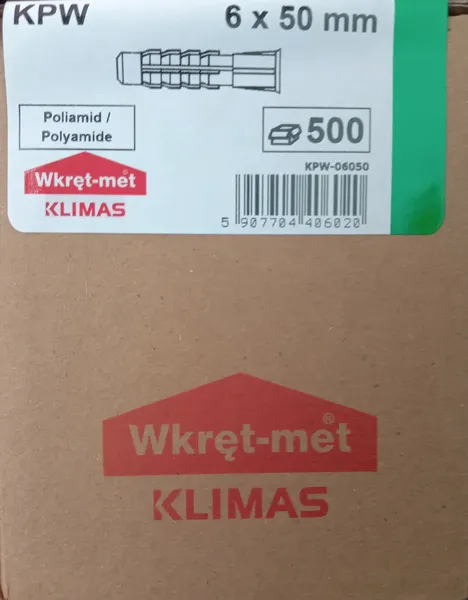 KPW 6 x 50 mm
Poliamid /
Polyamide
500
KPW-06050
Wkręt-met
KLIMAS
5 907704 406020
Wkręt-met®
KLIMAS